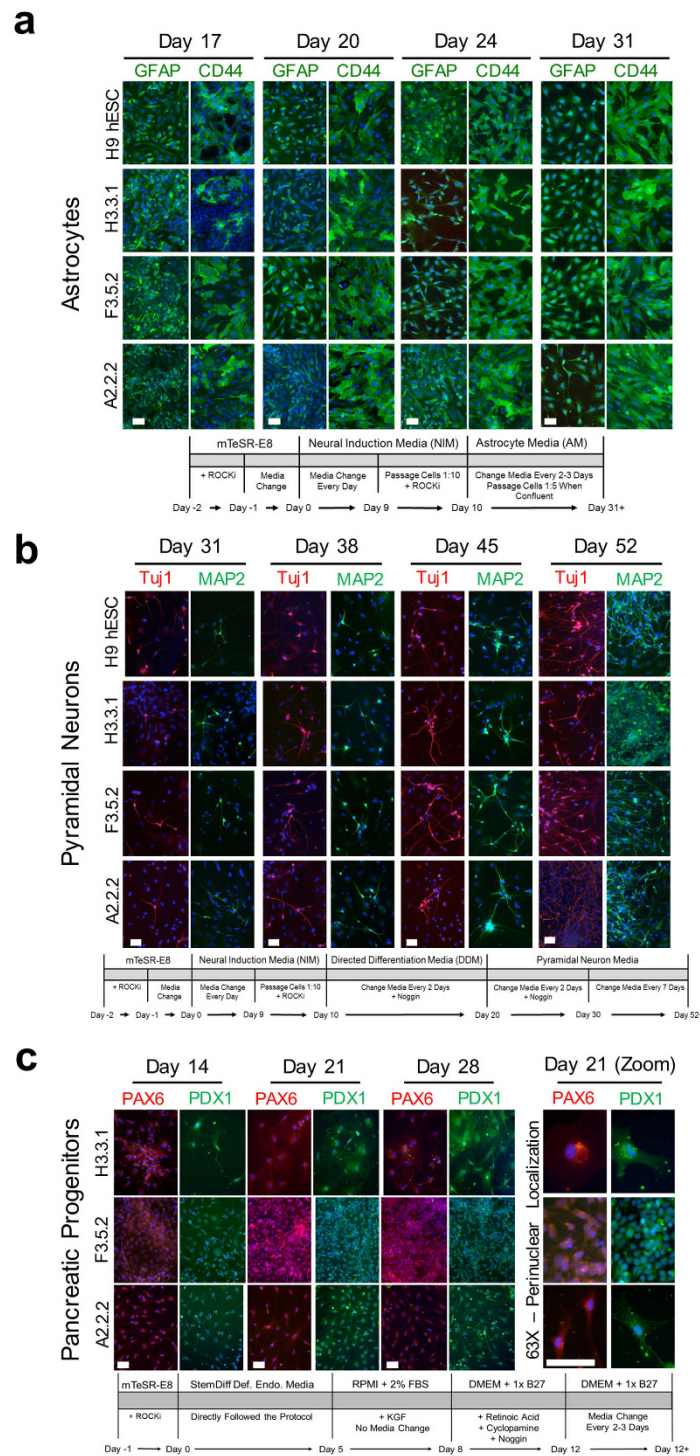 a
Day 17 Day 20 Day 24 Day 31
GFAP CD44 GFAP CD44 GFAP CD44 GFAP CD44
Astrocytes
H9 hESC
H3.3.1
F3.5.2
A2.2.2
mTeSR-E8 Neural Induction Media (NIM) Astrocyte Media (AM)
+ ROCKi Media Change Media Change Every Day Passage Cells 1:10 + ROCKi Change Media Every 2-3 Days Passage Cells 1:5 When Confluent
Day -2 Day -1 Day 0 Day 9 Day 10 Day 31+
b
Day 31 Day 38 Day 45 Day 52
Tuj1 MAP2 Tuj1 MAP2 Tuj1 MAP2 Tuj1 MAP2
Pyramidal Neurons
H9 hESC
H3.3.1
F3.5.2
A2.2.2
mTeSR-E8 Neural Induction Media (NIM) Directed Differentiation Media (DDM) Pyramidal Neuron Media
+ ROCKi Media Change Media Change Every Day Passage Cells 1:10 + ROCKi Change Media Every 2 Days + Noggin Change Media Every 2 Days + Noggin Change Media Every 7 Days
Day -2 Day -1 Day 0 Day 9 Day 10 Day 20 Day 30 Day 52+
c
Day 14 Day 21 Day 28 Day 21 (Zoom)
PAX6 PDX1 PAX6 PDX1 PAX6 PDX1 PAX6 PDX1
Pancreatic Progenitors
H3.3.1
F3.5.2
A2.2.2
63X – Perinuclear Localization
mTeSR-E8 StemDiff Def. Endo. Media RPMI + 2% FBS DMEM + 1x B27 DMEM + 1x B27
+ ROCKi Directly Followed the Protocol + KGF No Media Change + Retinoic Acid + Cyclopamine + Noggin Media Change Every 2-3 Days
Day -1 Day 0 Day 5 Day 8 Day 12 Day 12+